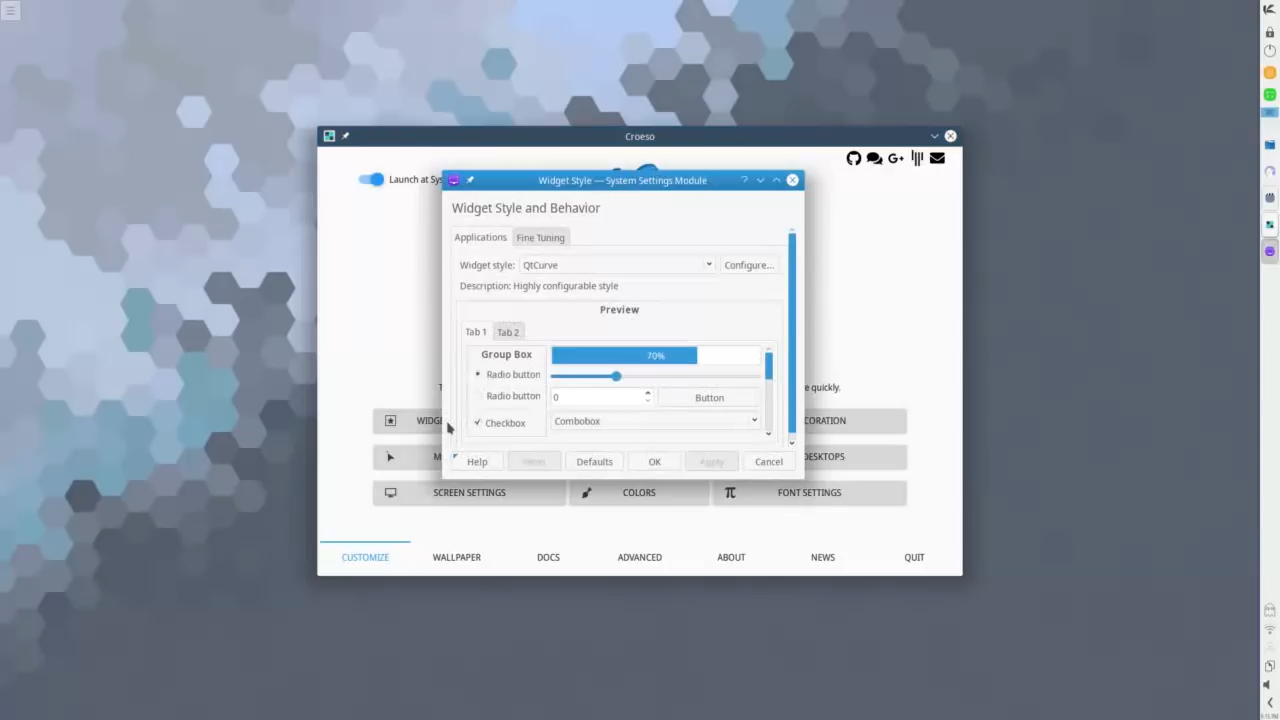 Croeso
Launch at Sys
Widget Style — System Settings Module
Widget Style and Behavior
Applications Fine Tuning
Widget style: QtCurve Configure...
Description: Highly configurable style
Preview
Tab 1 Tab 2
Group Box 70%
Radio button
Radio button 0 Button
Checkbox Combobox
Help Defaults OK Apply Cancel
e quickly.
WIDGE CORATION
M DESKTOPS
SCREEN SETTINGS COLORS FONT SETTINGS
CUSTOMIZE WALLPAPER DOCS ADVANCED ABOUT NEWS QUIT